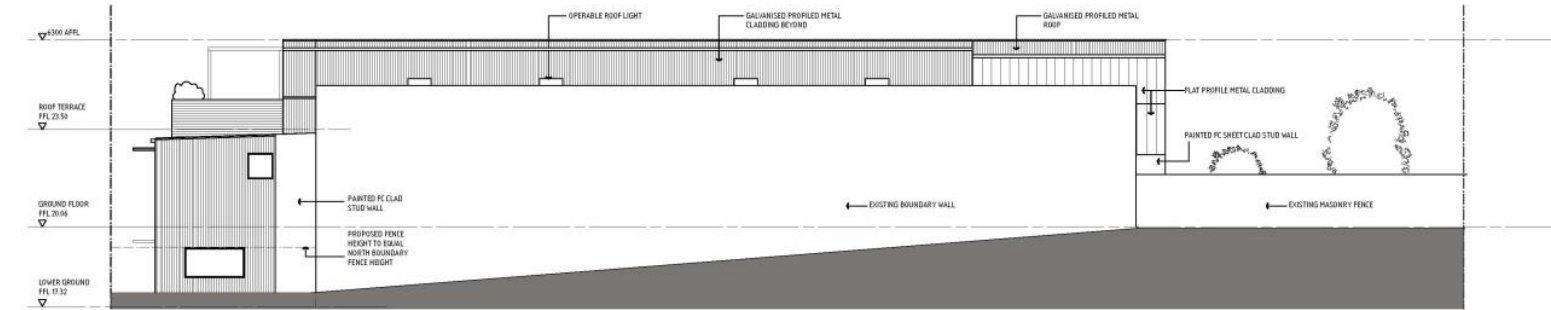 OPERABLE ROOF LIGHT
GALVANISED PROFILED METAL
CLADDING BEYOND
GALVANISED PROFILED METAL
ROOF
6300 AFFL
FLAT PROFILE METAL CLADDING
ROOF TERRACE
FFL 23.50
PAINTED FC SHEET CLAD STUD WALL
PAINTED FC CLAD
STUD WALL
GROUND FLOOR
FFL 20.06
EXISTING BOUNDARY WALL
EXISTING MASONRY FENCE
PROPOSED FENCE
HEIGHT TO EQUAL
NORTH BOUNDARY
FENCE HEIGHT
LOWER GROUND
FFL 17.32